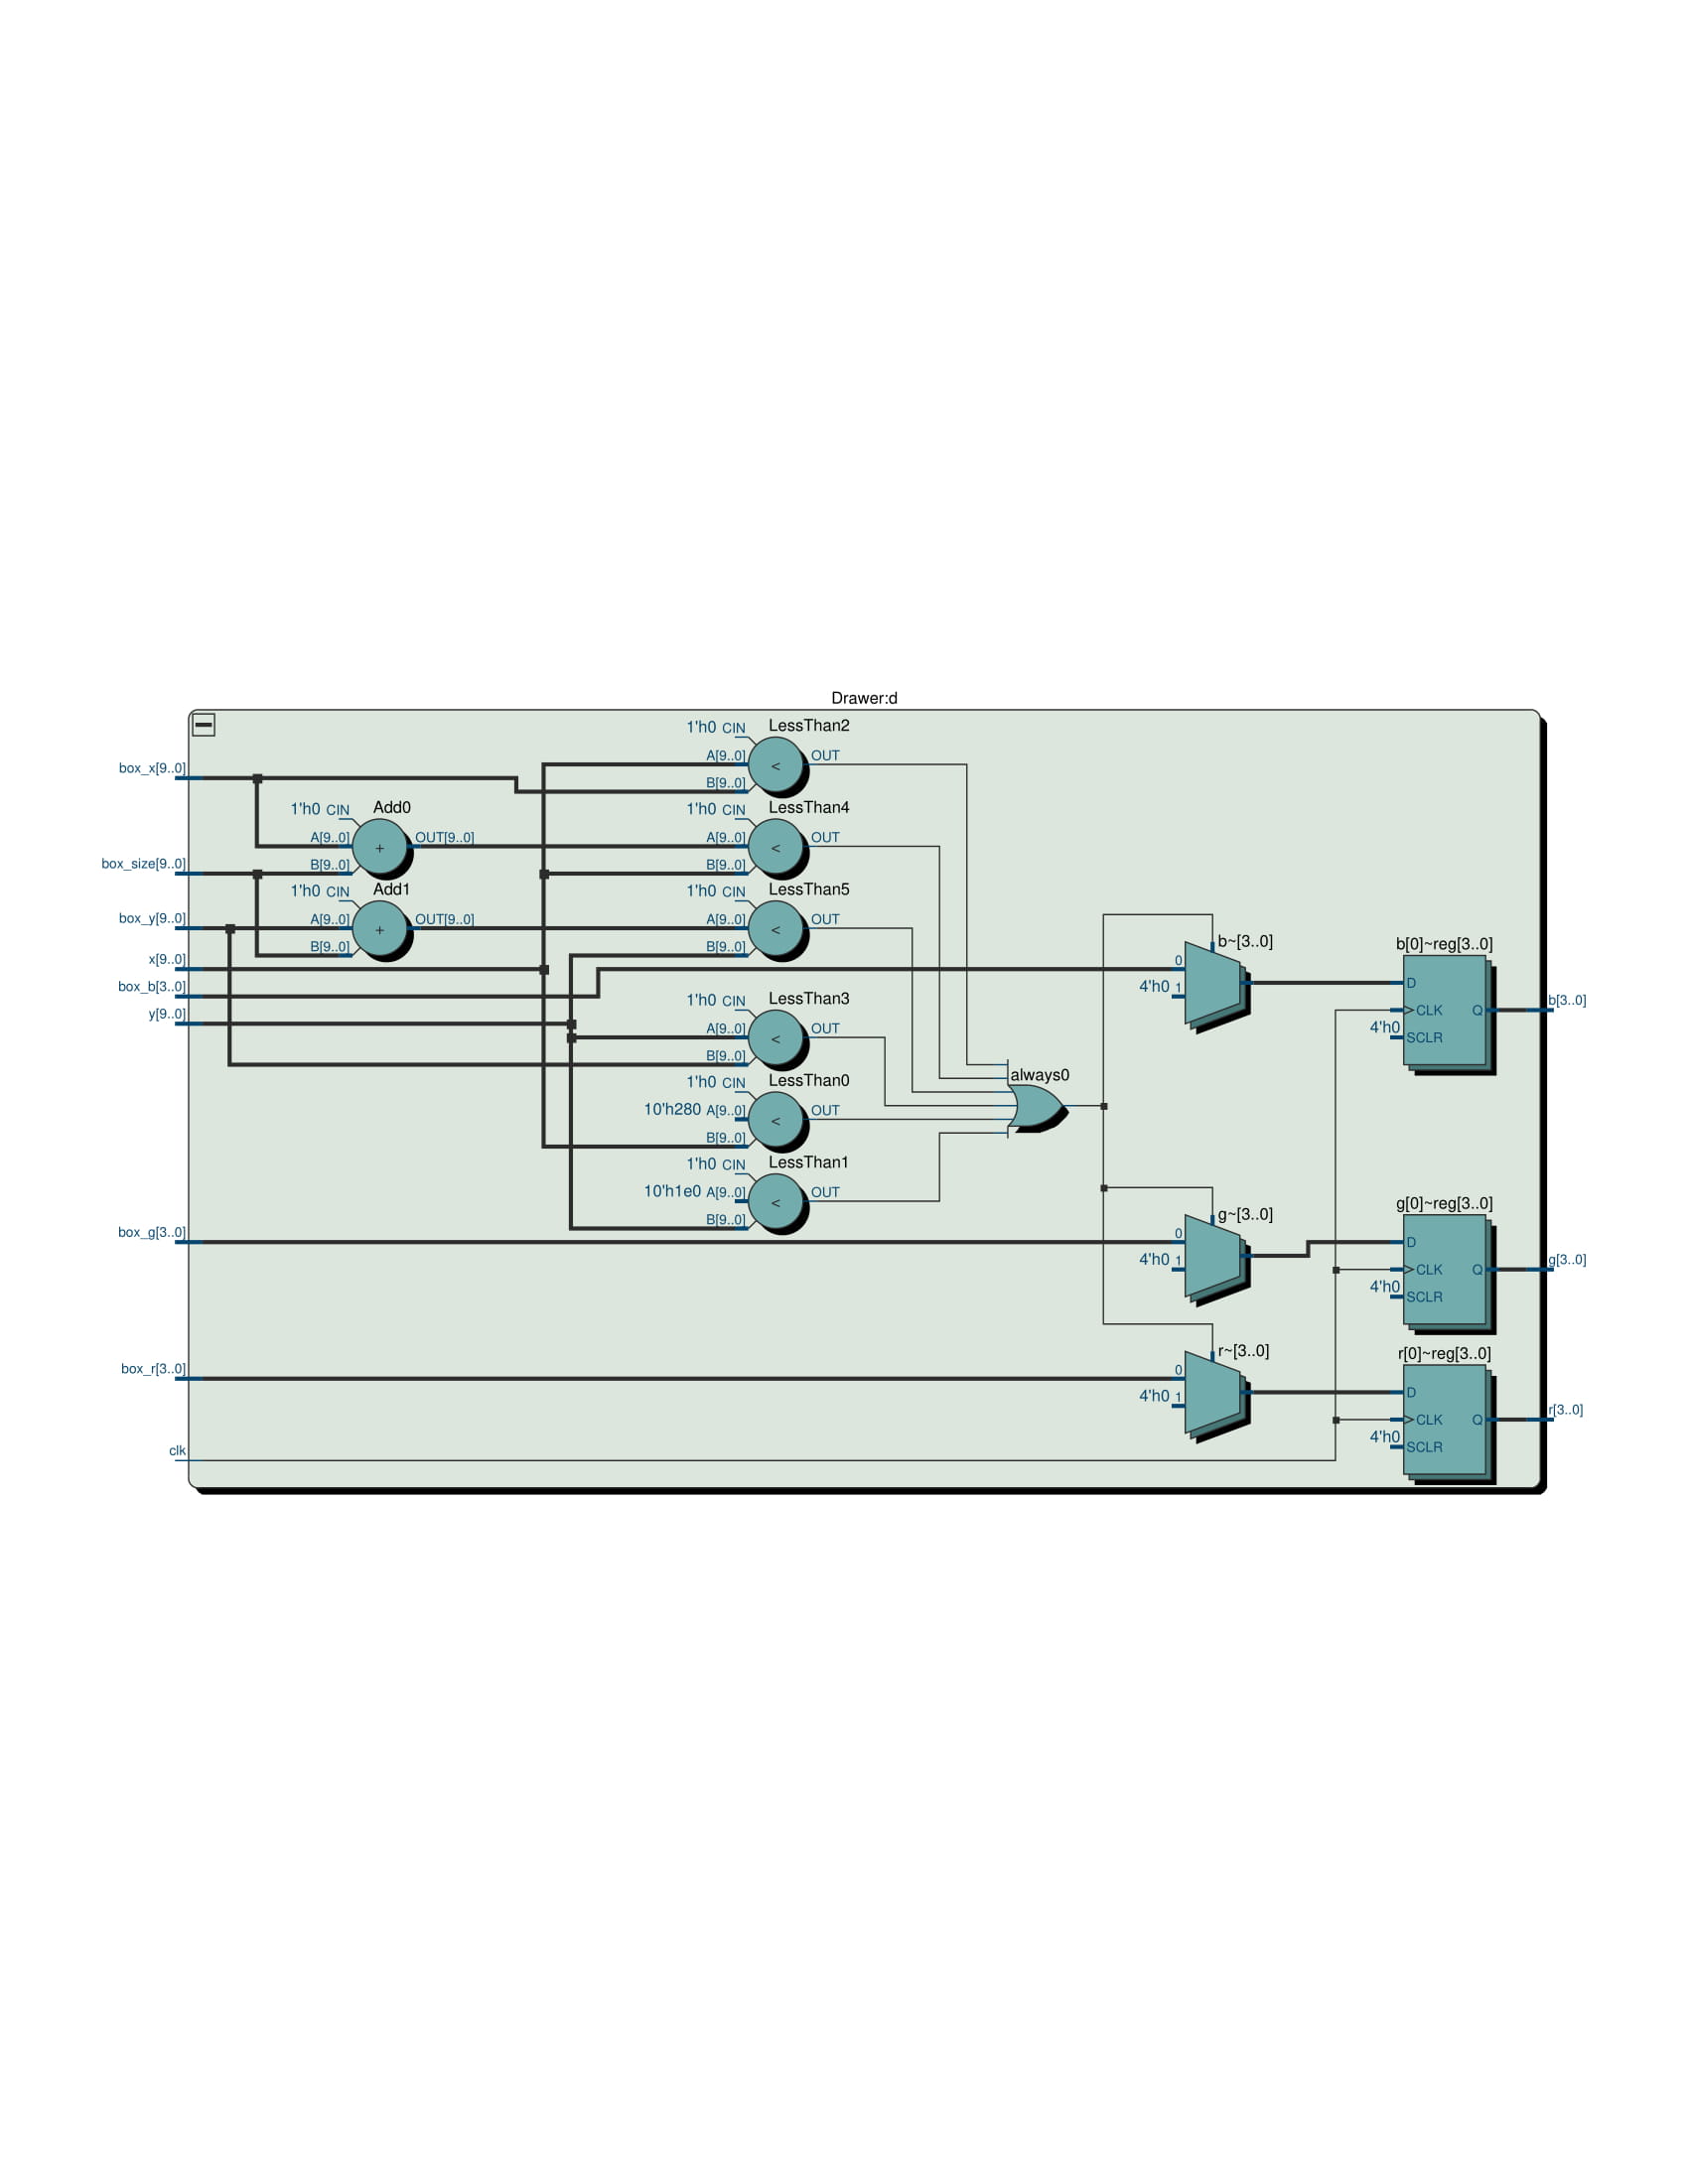 Drawer:d
box_x[9..0]
box_size[9..0]
box_y[9..0]
x[9..0]
box_b[3..0]
y[9..0]
box_g[3..0]
box_r[3..0]
clk
1'h0 CIN
Add0
A[9..0]
OUT[9..0]
B[9..0]
+
1'h0 CIN
Add1
A[9..0]
OUT[9..0]
B[9..0]
+
1'h0 CIN
LessThan2
A[9..0]
OUT
B[9..0]
<
1'h0 CIN
LessThan4
A[9..0]
OUT
B[9..0]
<
1'h0 CIN
LessThan5
A[9..0]
OUT
B[9..0]
<
1'h0 CIN
LessThan3
A[9..0]
OUT
B[9..0]
<
1'h0 CIN
LessThan0
10'h280 A[9..0]
OUT
B[9..0]
<
1'h0 CIN
LessThan1
10'h1e0 A[9..0]
OUT
B[9..0]
<
always0
b~[3..0]
0
4'h0 1
g~[3..0]
0
4'h0 1
r~[3..0]
0
4'h0 1
b[0]~reg[3..0]
D
CLK
Q
4'h0
SCLR
b[3..0]
g[0]~reg[3..0]
D
CLK
Q
4'h0
SCLR
g[3..0]
r[0]~reg[3..0]
D
CLK
Q
4'h0
SCLR
r[3..0]